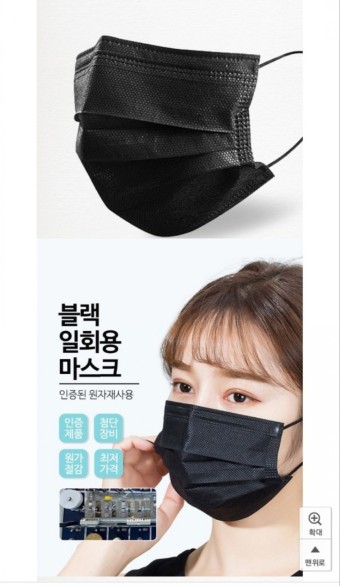 블랙
일회용
마스크
인증된 원자재사용
인증
제품
첨단
장비
원가
절감
최저
가격
확대
맨위로